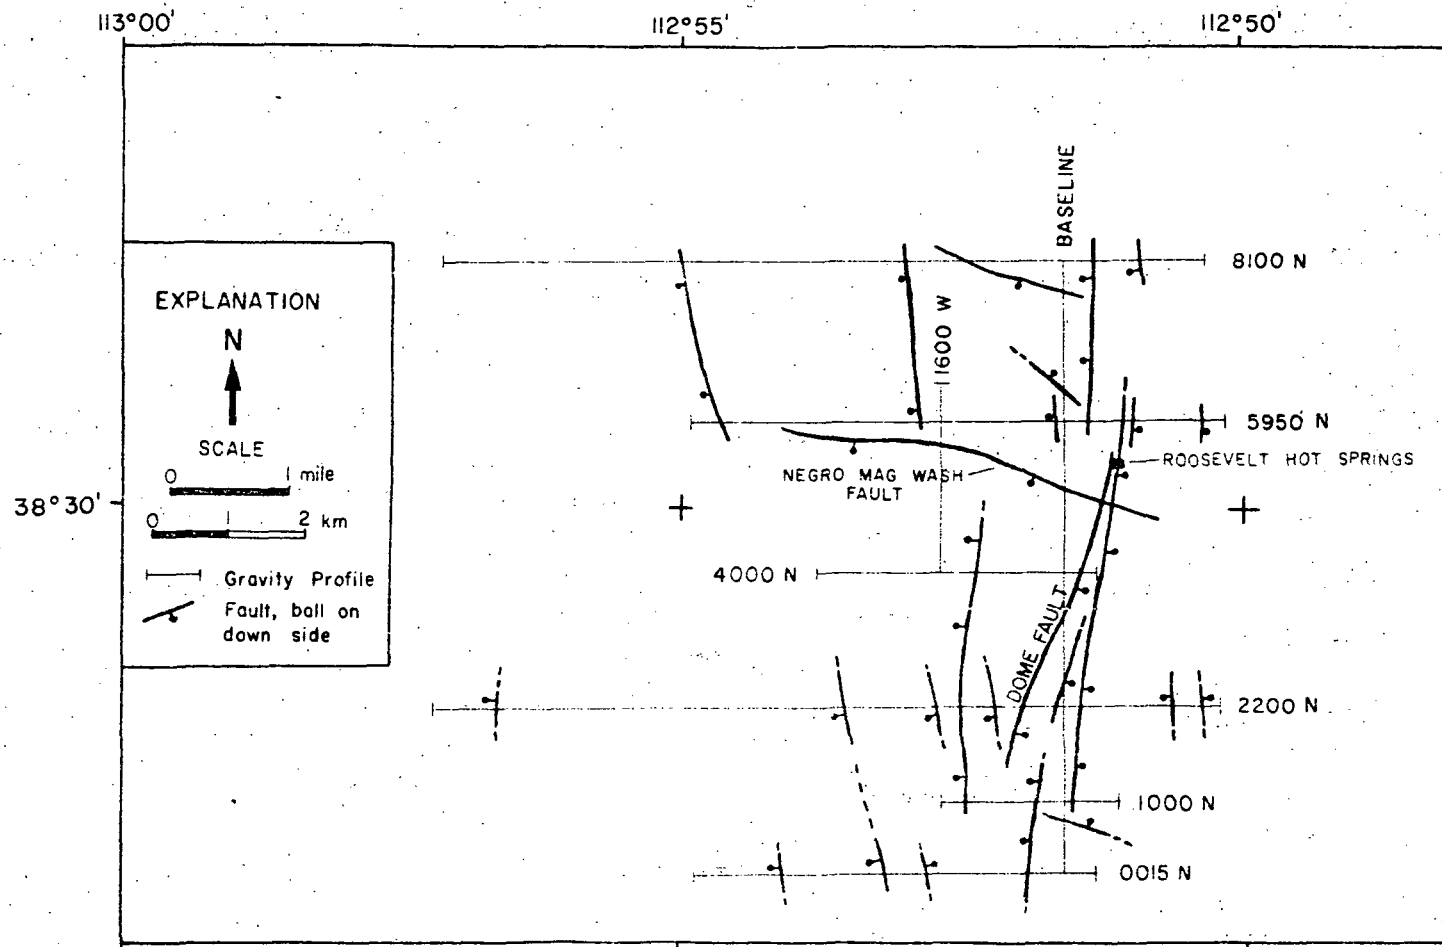 113°00'
112°55'
112°50'
BASELINE
8100 N
EXPLANATION
N
11600 W
SCALE
0 1 mile
0 1 2 km
5950 N
ROOSEVELT HOT SPRINGS
NEGRO MAG WASH
FAULT
38°30'
Gravity Profile
Fault, ball on
down side
4000 N
DOME FAULT
2200 N
1000 N
0015 N